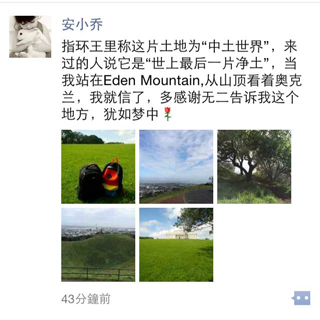 安小乔
指环王里称这片土地为“中土世界”，来
过的人说它是“世上最后一片净土”，当
我站在Eden Mountain,从山顶看着奥克
兰，我就信了，多感谢无二告诉我这个
地方，犹如梦中🌹
43分鐘前